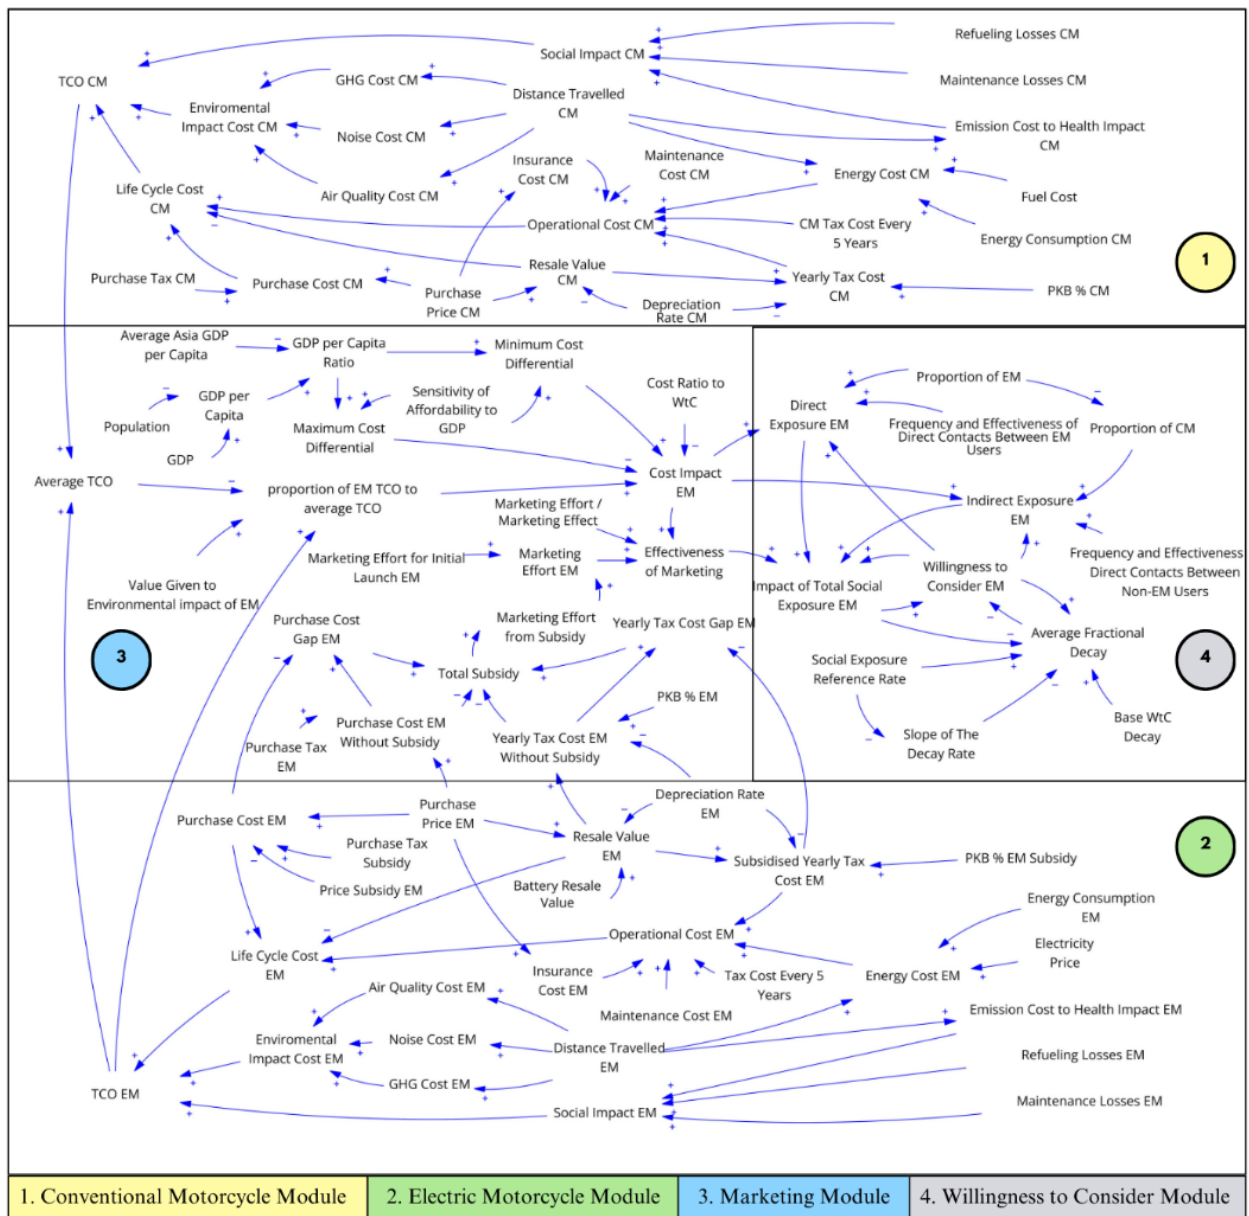 Refueling Losses CM
Social Impact CM
TCO CM
GHG Cost CM
Maintenance Losses CM
Distance Travelled
CM
Enviromental
Impact Cost CM
Noise Cost CM
Emission Cost to Health Impact
CM
Insurance
Cost CM
Maintenance
Cost CM
Energy Cost CM
Life Cycle Cost
CM
Air Quality Cost CM
Fuel Cost
Operational Cost CM
CM Tax Cost Every
5 Years
Energy Consumption CM
1
Resale Value
CM
Purchase Tax CM
Purchase Cost CM
Yearly Tax Cost
CM
PKB % CM
Purchase
Price CM
Depreciation
Rate CM
Average Asia GDP
per Capita
GDP per Capita
Ratio
Minimum Cost
Differential
Cost Ratio to
WtC
Proportion of EM
GDP per
Capita
Sensitivity of
Affordability to
GDP
Direct
Exposure EM
Population
Maximum Cost
Differential
Frequency and Effectiveness of
Direct Contacts Between EM
Users
Proportion of CM
GDP
Average TCO
proportion of EM TCO to
average TCO
Cost Impact
EM
Marketing Effort /
Marketing Effect
Indirect Exposure
EM
Marketing Effort for Initial
Launch EM
Marketing
Effort EM
Effectiveness
of Marketing
Frequency and Effectiveness
Direct Contacts Between
Non-EM Users
Value Given to
Environmental impact of EM
Impact of Total Social
Exposure EM
Willingness to
Consider EM
Purchase Cost
Gap EM
Marketing Effort
from Subsidy
Yearly Tax Cost Gap EM
Average Fractional
Decay
3
Total Subsidy
Social Exposure
Reference Rate
4
PKB % EM
Purchase Cost EM
Without Subsidy
Purchase Tax
EM
Yearly Tax Cost EM
Without Subsidy
Slope of The
Decay Rate
Base WtC
Decay
Depreciation Rate
EM
Purchase
Price EM
Purchase Cost EM
Resale Value
EM
Purchase Tax
Subsidy
Subsidised Yearly Tax
Cost EM
PKB % EM Subsidy
2
Price Subsidy EM
Battery Resale
Value
Energy Consumption
EM
Operational Cost EM
Electricity
Price
Life Cycle Cost
EM
Insurance
Cost EM
Tax Cost Every 5
Years
Energy Cost EM
Air Quality Cost EM
Maintenance Cost EM
Emission Cost to Health Impact EM
Enviromental
Impact Cost EM
Noise Cost EM
Distance Travelled
EM
Refueling Losses EM
GHG Cost EM
TCO EM
Social Impact EM
Maintenance Losses EM
1. Conventional Motorcycle Module
2. Electric Motorcycle Module
3. Marketing Module
4. Willingness to Consider Module